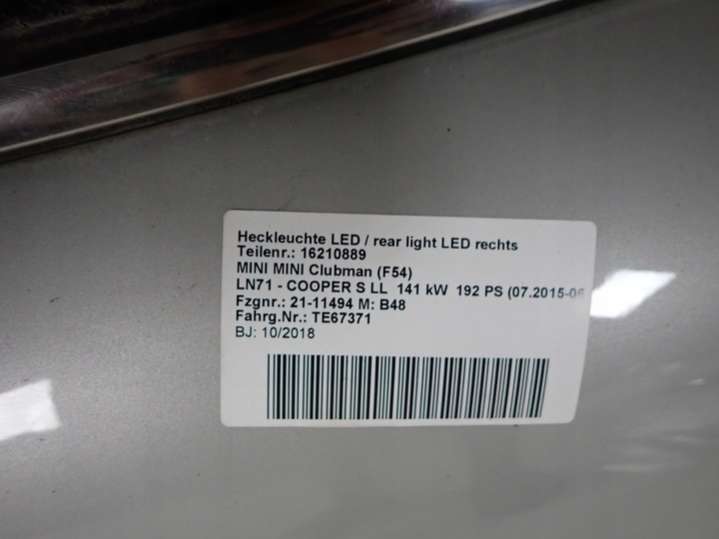 Heckleuchte LED / rear light LED rechts
Teilenr.: 16210889
MINI MINI Clubman (F54)
LN71 - COOPER S LL 141 kW 192 PS (07.2015-06
Fzgnr.: 21-11494 M: B48
Fahrg.Nr.: TE67371
BJ: 10/2018